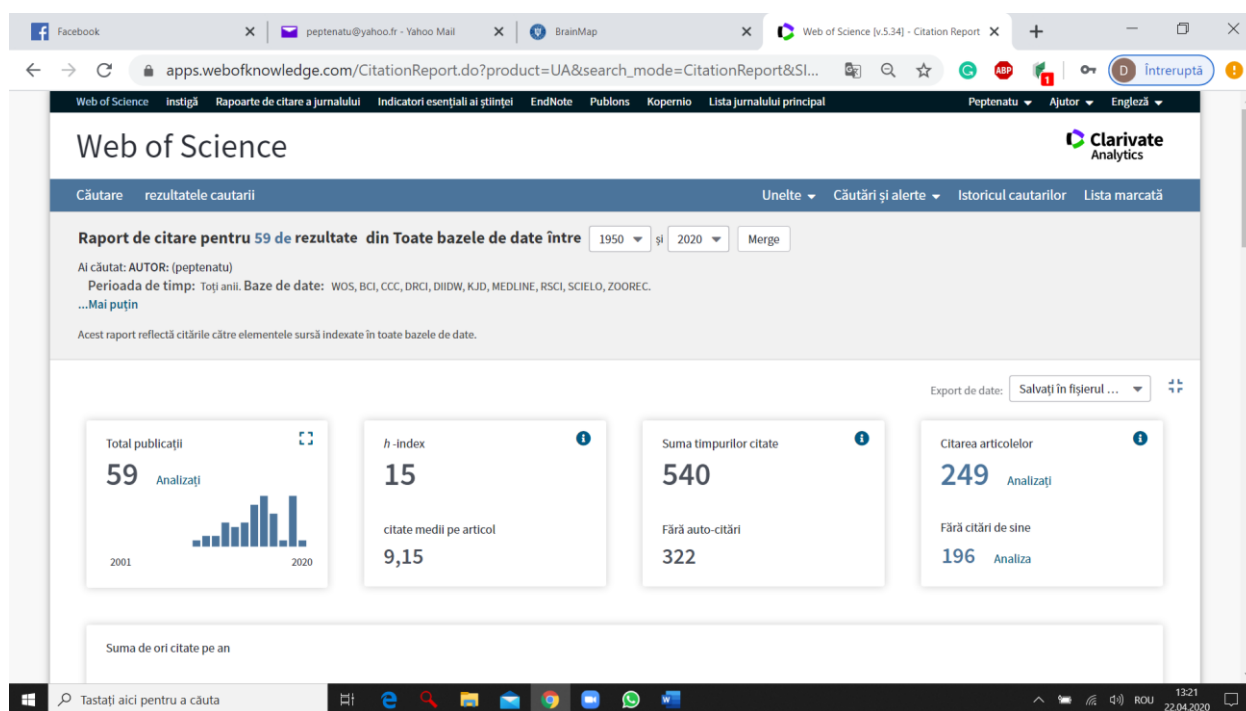 Facebook peptenatu@yahoo.fr - Yahoo Mail BrainMap Web of Science [v.5.34] - Citation Report
apps.webofknowledge.com/CitationReport.do?product=UA&search_mode=CitationReport&SI... ABP 1 D Întreruptă
Web of Science instigă Rapoarte de citare a jurnalului Indicatori esențiali ai științei EndNote Publons Kopernio Lista jurnalului principal Peptenatu Ajutor Engleză
Web of Science
Clarivate
Analytics
Căutare rezultatele cautarii Unelte Căutări și alerte Istoricul cautarilor Lista marcată
Raport de citare pentru 59 de rezultate din Toate bazele de date între 1950 și 2020 Merge
Ai căutat: AUTOR: (peptenatu)
Perioada de timp: Toți anii. Baze de date: WOS, BCI, CCC, DRCI, DIIDW, KJD, MEDLINE, RSCI, SCIELO, ZOOREC.
...Mai puțin
Acest raport reflectă citările către elementele sursă indexate în toate bazele de date.
Export de date: Salvați în fișierul ...
Total publicații
59 Analizați
2001 2020
h -index
15
citate medii pe articol
9,15
Suma timpurilor citate
540
Fără auto-citări
322
Citarea articolelor
249 Analizați
Fără citări de sine
196 Analiza
Suma de ori citate pe an
Tastați aici pentru a căuta ROU 13:21
22.04.2020